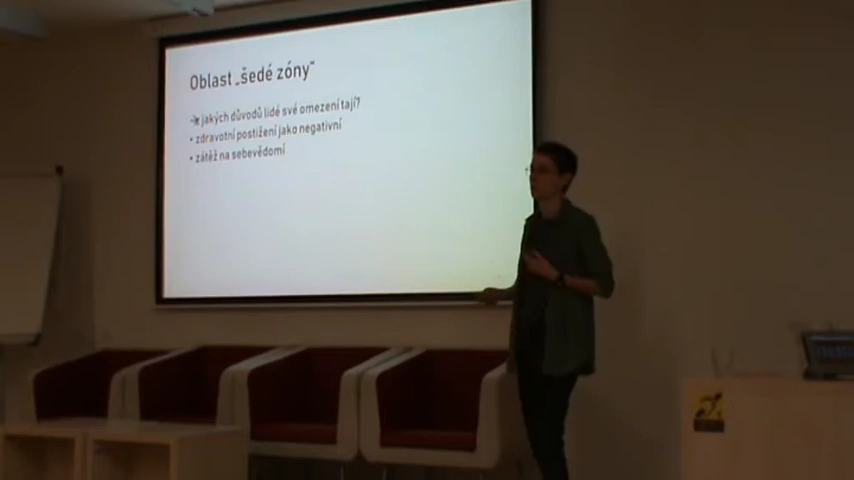 Oblast „šedé zóny“
jakých důvodů lidé své omezení tají?
• zdravotní postižení jako negativní
• zátěž na sebevědomí